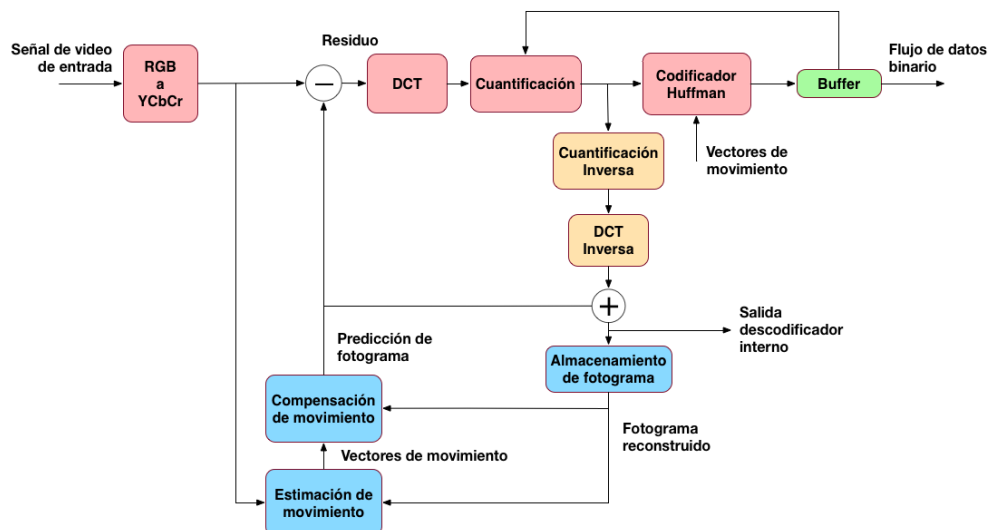 Señal de video
de entrada
RGB
a
YCbCr
Residuo
−
DCT
Cuantificación
Codificador
Huffman
Buffer
Flujo de datos
binario
Cuantificación
Inversa
Vectores de
movimiento
DCT
Inversa
+
Salida
descodificador
interno
Predicción de
fotograma
Almacenamiento
de fotograma
Compensación
de movimiento
Fotograma
reconstruido
Vectores de movimiento
Estimación de
movimiento